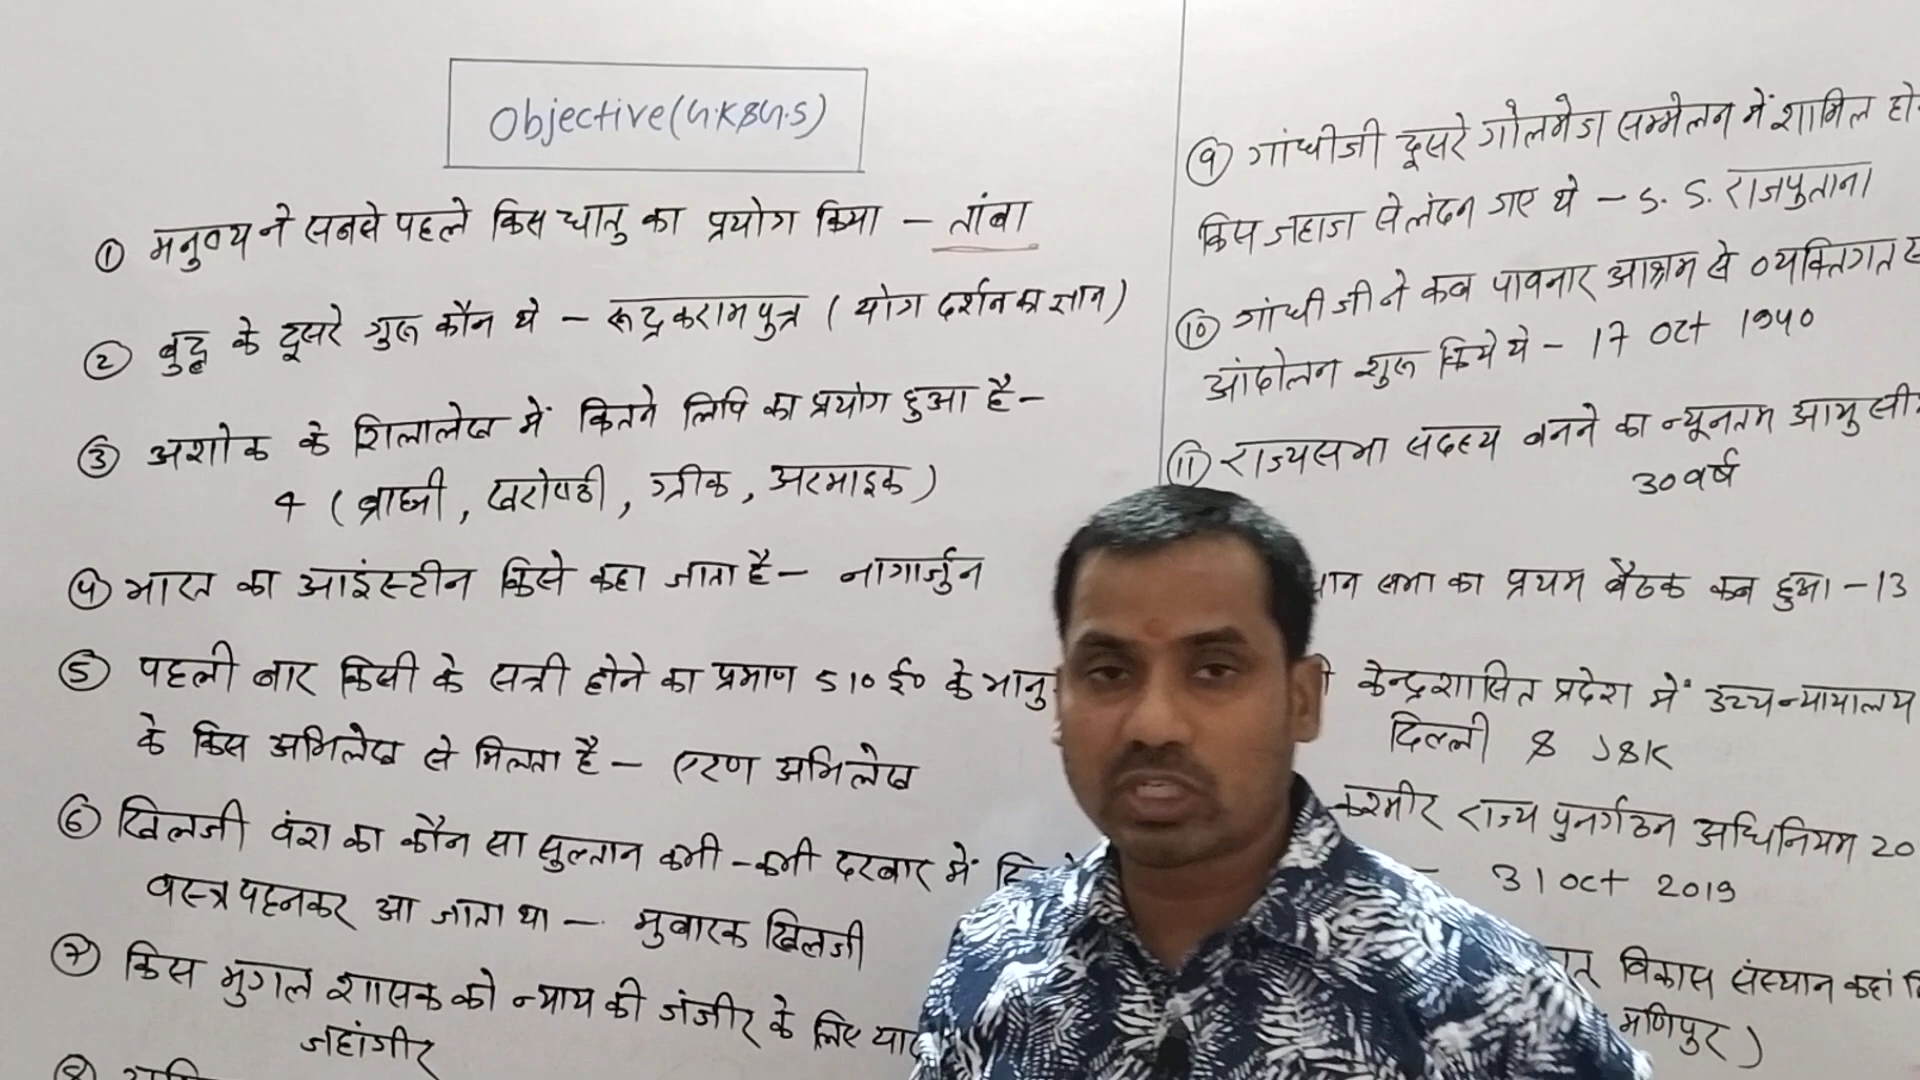 Objective(G.K&G.S)
① मनुष्य ने सबसे पहले किस धातु का प्रयोग किया – तांबा
② बुद्ध के दूसरे गुरू कौन थे – रूद्रकरामपुत्र ( योग दर्शन का ज्ञान )
③ अशोक के शिलालेख में कितने लिपि का प्रयोग हुआ है –
4 ( ब्राह्मी , खरोष्ठी , ग्रीक , अरमाइक )
④ भारत का आइंस्टीन किसे कहा जाता है – नागार्जुन
⑤ पहली बार किसी के सती होने का प्रमाण 510 ई० के भानु
के किस अभिलेख से मिलता है – एरण अभिलेख
⑥ खिलजी वंश का कौन सा सुल्तान कभी – कभी दरबार में
वस्त्र पहनकर आ जाता था – मुबारक खिलजी
⑦ किस मुगल शासक को न्याय की जंजीर के लिए
जहांगीर
⑧
⑨ गांधीजी दूसरे गोलमेज सम्मेलन में शामिल
किस जहाज से लंदन गए थे – S. S. राजपुताना
⑩ गांधी जी ने कब पावनार आश्रम से व्यक्तिगत
आंदोलन शुरू किये थे – 17 Oct 1940
⑪ राज्यसभा सदस्य बनने का न्यूनतम आयु
30 वर्ष
सभा का प्रथम बैठक कब हुआ – 13
केन्द्रशासित प्रदेश में उच्च न्यायालय
दिल्ली & J&K
राज्य पुनर्गठन अधिनियम 20
31 Oct 2019
विकास संस्थान कहां
मणिपुर )